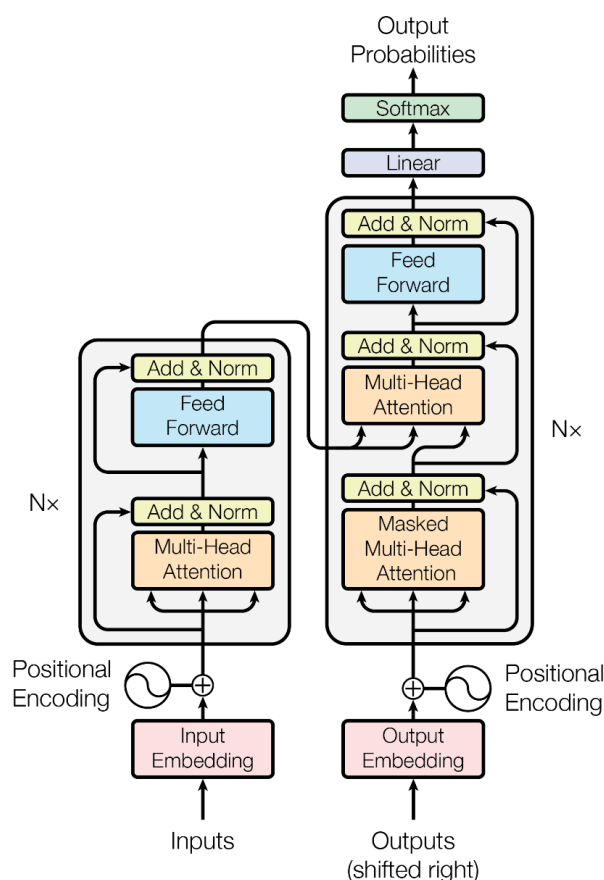 Output
Probabilities
Softmax
Linear
Add & Norm
Feed
Forward
Add & Norm
Multi-Head
Attention
Add & Norm
Masked
Multi-Head
Attention
N×
Add & Norm
Feed
Forward
Add & Norm
Multi-Head
Attention
N×
Positional
Encoding
Positional
Encoding
Input
Embedding
Output
Embedding
Inputs
Outputs
(shifted right)